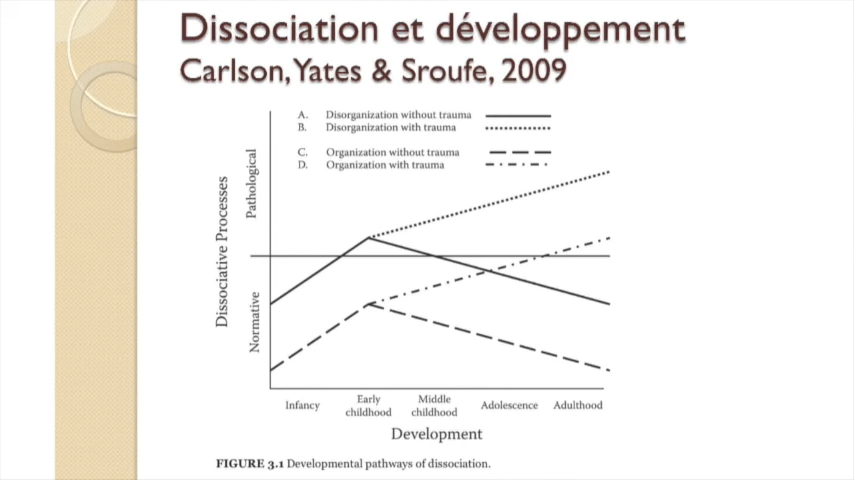 Dissociation et développement
Carlson, Yates & Sroufe, 2009
A. Disorganization without trauma
B. Disorganization with trauma
C. Organization without trauma
D. Organization with trauma
Dissociative Processes
Pathological
Normative
Infancy
Early
childhood
Middle
childhood
Adolescence
Adulthood
Development
FIGURE 3.1 Developmental pathways of dissociation.